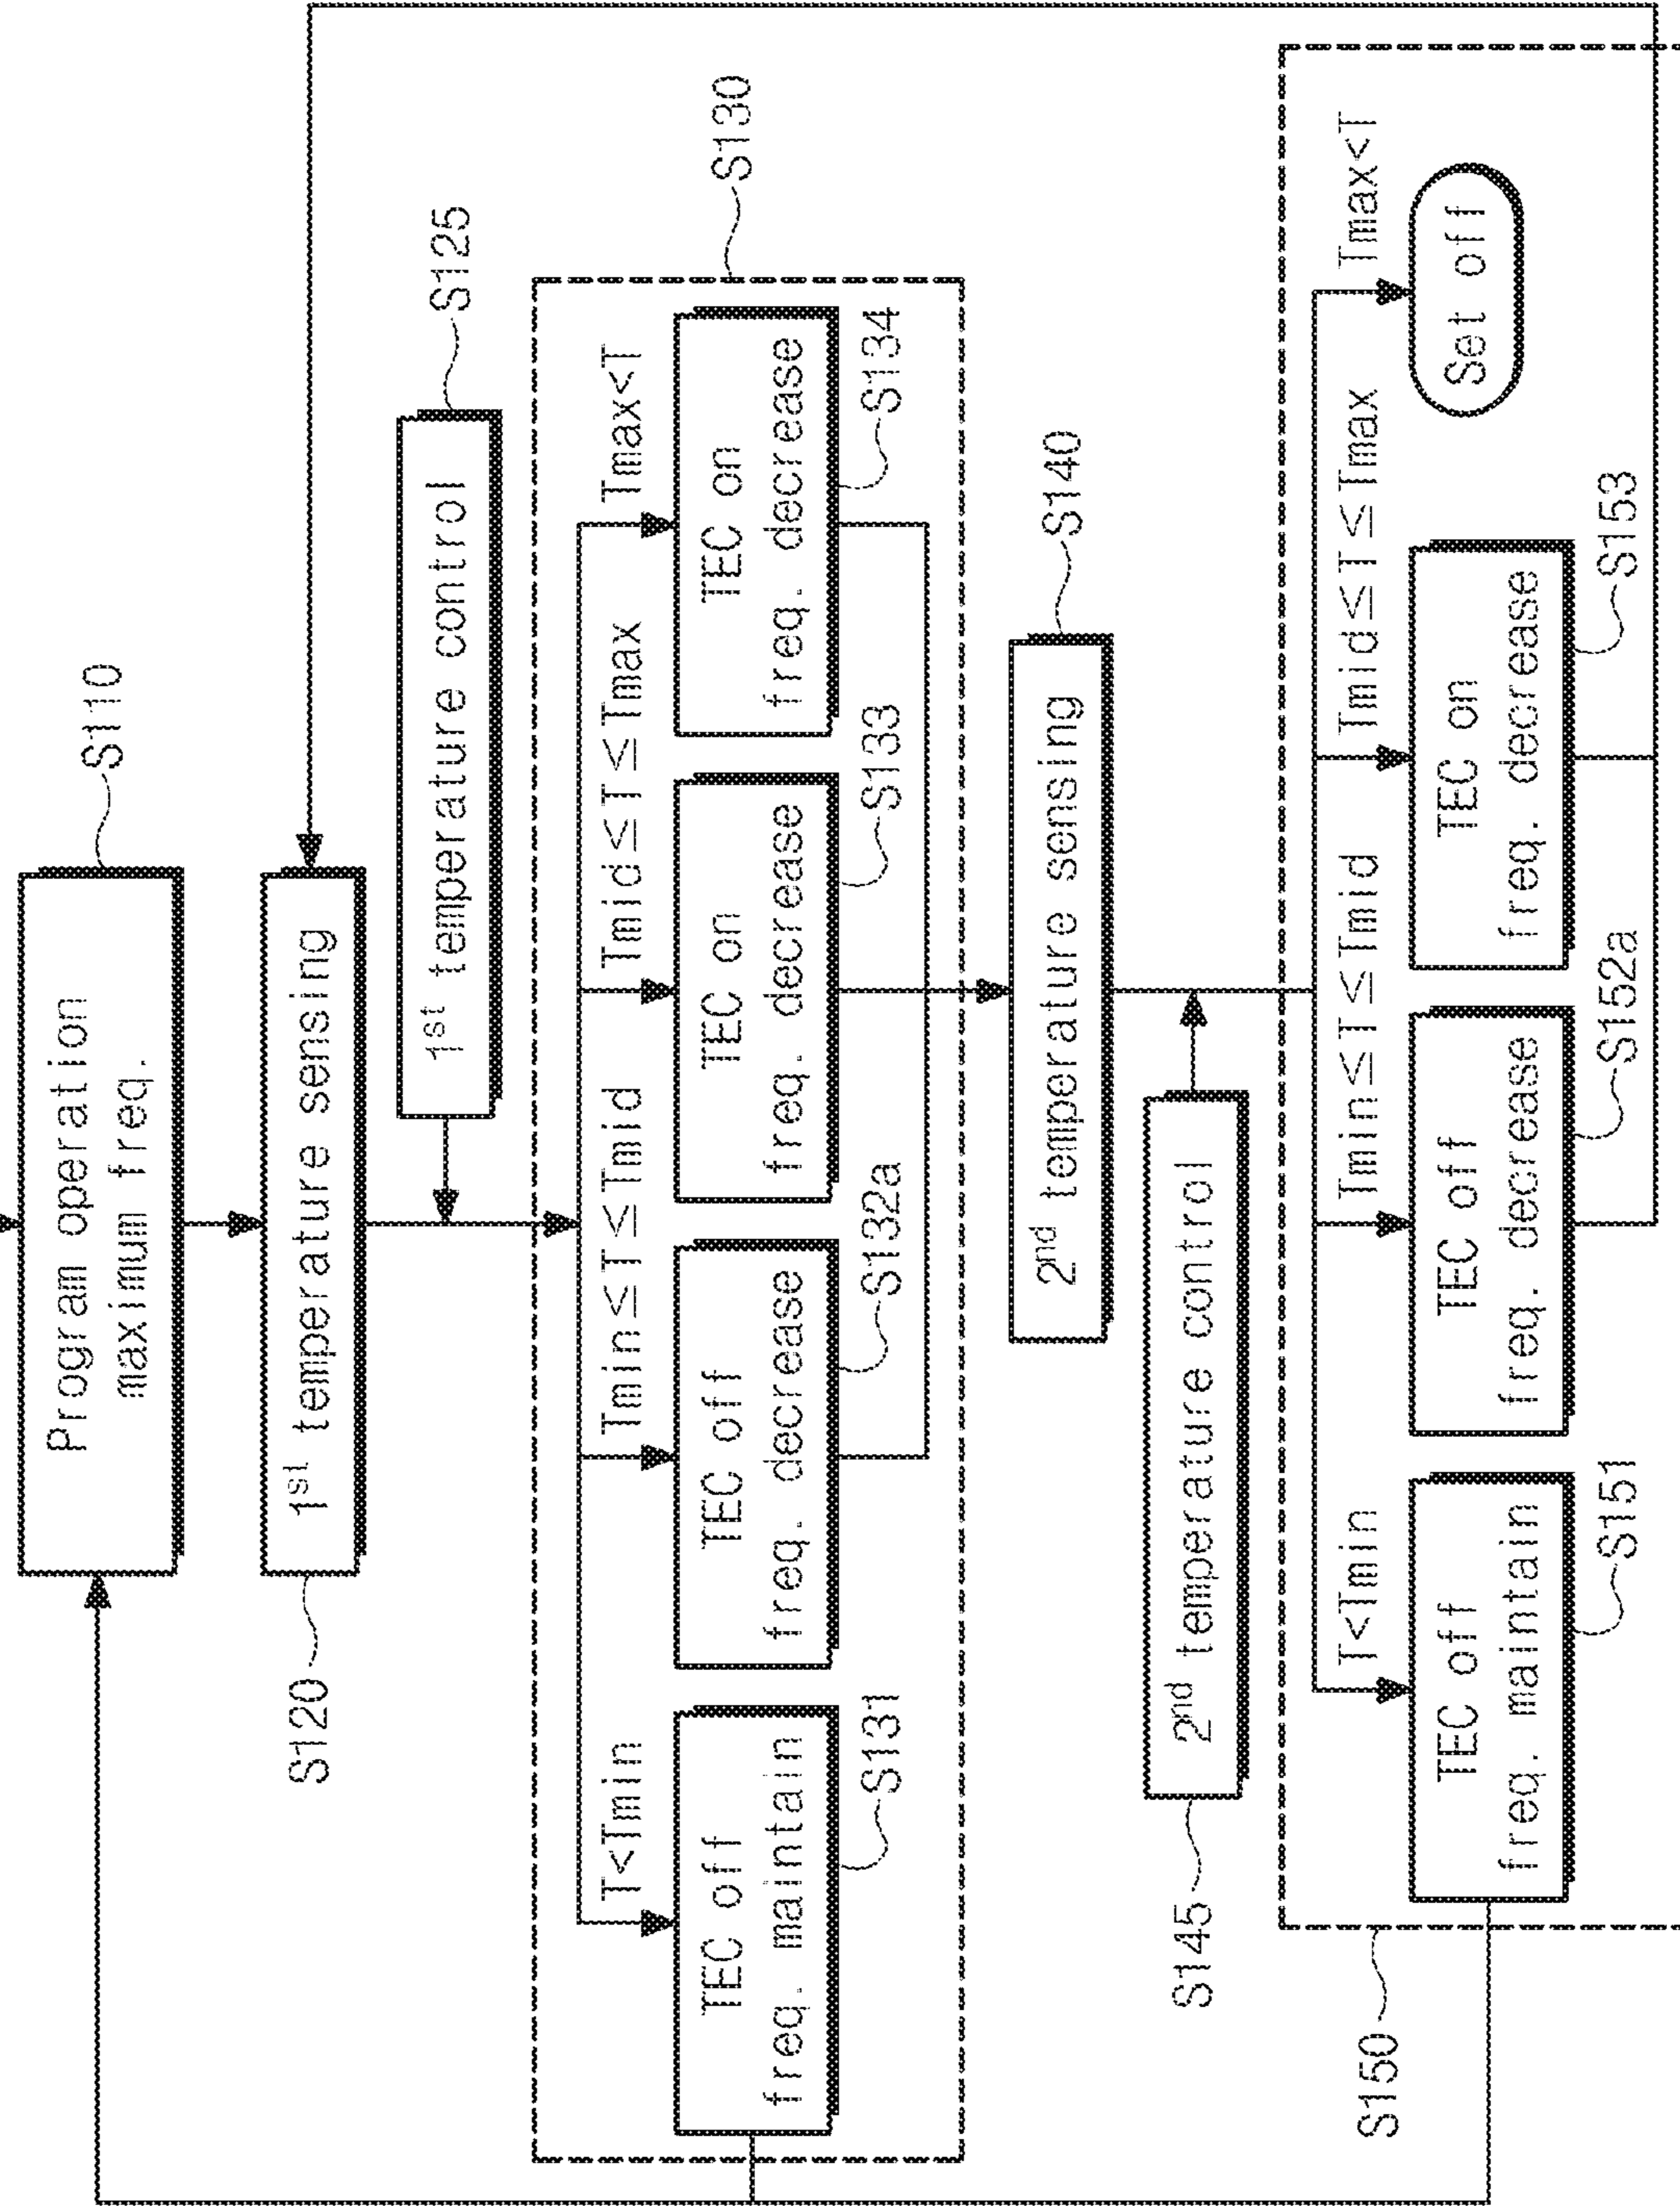 Program operation
maximum freq.
S110
1st temperature sensing
S120
1st temperature control
S125
S130
T<Tmin
Tmin≤T≤Tmid
Tmid≤T≤Tmax
Tmax<T
TEC off
freq. maintain
S131
TEC off
freq. decrease
S132a
TEC on
freq. decrease
S133
TEC on
freq. decrease
S134
2nd temperature sensing
S140
2nd temperature control
S145
S150
T<Tmin
Tmin≤T≤Tmid
Tmid≤T≤Tmax
Tmax<T
TEC off
freq. maintain
S151
TEC off
freq. decrease
S152a
TEC on
freq. decrease
S153
Set off